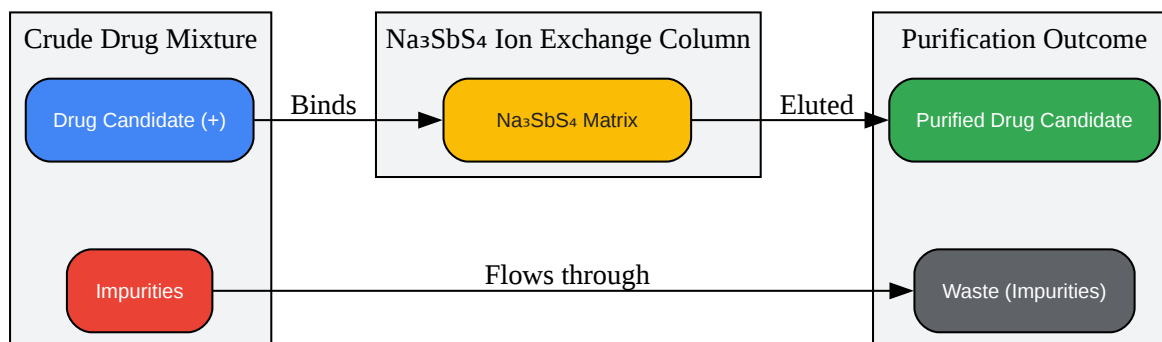 Crude Drug Mixture
Na₃SbS₄ Ion Exchange Column
Purification Outcome
Drug Candidate (+)
Binds
Na₃SbS₄ Matrix
Eluted
Purified Drug Candidate
Impurities
Flows through
Waste (Impurities)